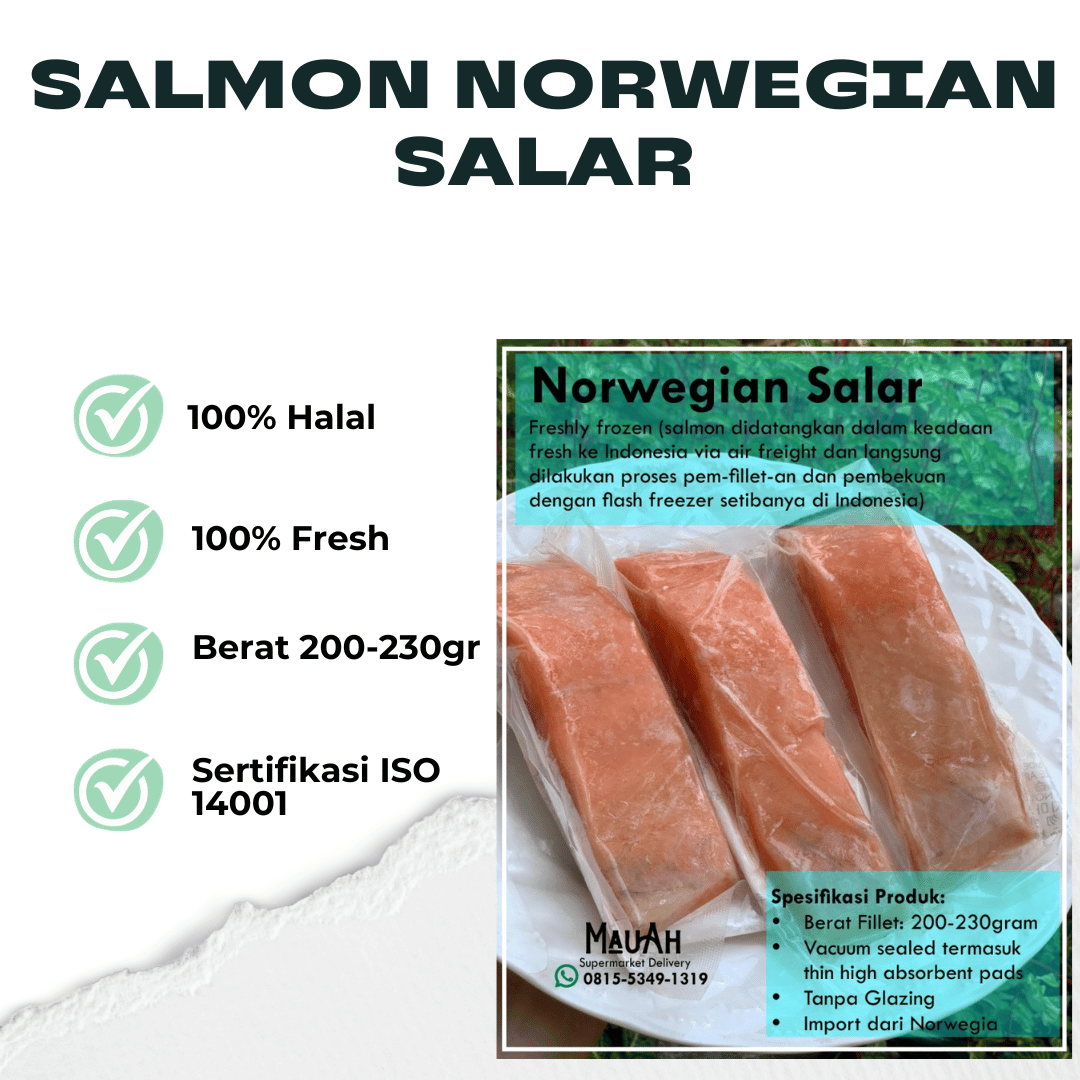 SALMON NORWEGIAN
SALAR
100% Halal
100% Fresh
Berat 200-230gr
Sertifikasi ISO
14001
Norwegian Salar
Freshly frozen (salmon didatangkan dalam keadaan
fresh ke Indonesia via air freight dan langsung
dilakukan proses pem-fillet-an dan pembekuan
dengan flash freezer setibanya di Indonesia)
MAUAH
Supermarket Delivery
0815-5349-1319
Spesifikasi Produk:
• Berat Fillet: 200-230gram
• Vacuum sealed termasuk
thin high absorbent pads
• Tanpa Glazing
• Import dari Norwegia